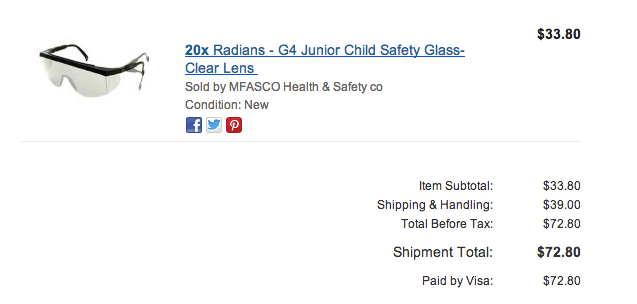 $33.80
20x Radians - G4 Junior Child Safety Glass-
Clear Lens
Sold by MFASCO Health & Safety co
Condition: New
Item Subtotal: $33.80
Shipping & Handling: $39.00
Total Before Tax: $72.80
Shipment Total: $72.80
Paid by Visa: $72.80